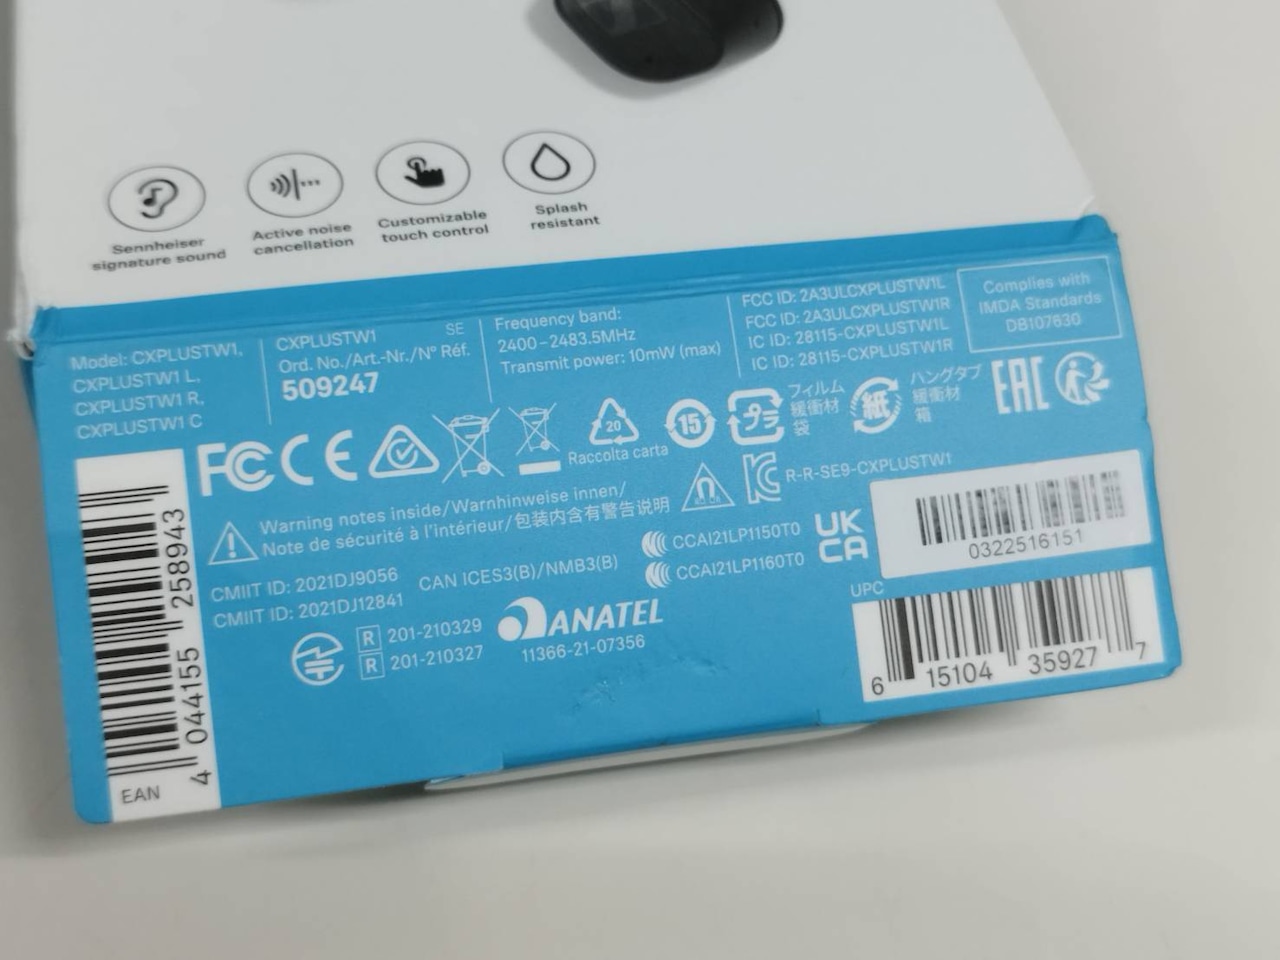 Sennheiser
signature sound
Active noise
cancellation
Customizable
touch control
Splash
resistant
Model: CXPLUSTW1,
CXPLUSTW1 L,
CXPLUSTW1 R,
CXPLUSTW1 C
CXPLUSTW1 SE
Ord. No./Art-Nr./N° Réf.
509247
Frequency band:
2400-2483.5MHz
Transmit power: 10mW (max)
FCC ID: 2A3ULCXPLUSTW1L
FCC ID: 2A3ULCXPLUSTW1R
IC ID: 28115-CXPLUSTW1L
IC ID: 28115-CXPLUSTW1R
Complies with
IMDA Standards
DB107630
FC CE
20
Raccolta carta
15
プラ
フィルム
緩衝材
袋
紙
ハングタブ
緩衝材
箱
EAC
Warning notes inside/Warnhinweise innen/
Note de sécurité à l'intérieur/包装内含有警告说明
R-R-SE9-CXPLUSTW1
CMIIT ID: 2021DJ9056
CMIIT ID: 2021DJ12841
CAN ICES3(B)/NMB3(B)
CCAI21LP1150T0
CCAI21LP1160T0
UK
CA
R 201-210329
R 201-210327
ANATEL
11366-21-07356
0322516151
UPC
6 15104 35927 7
EAN
4 044155 258943